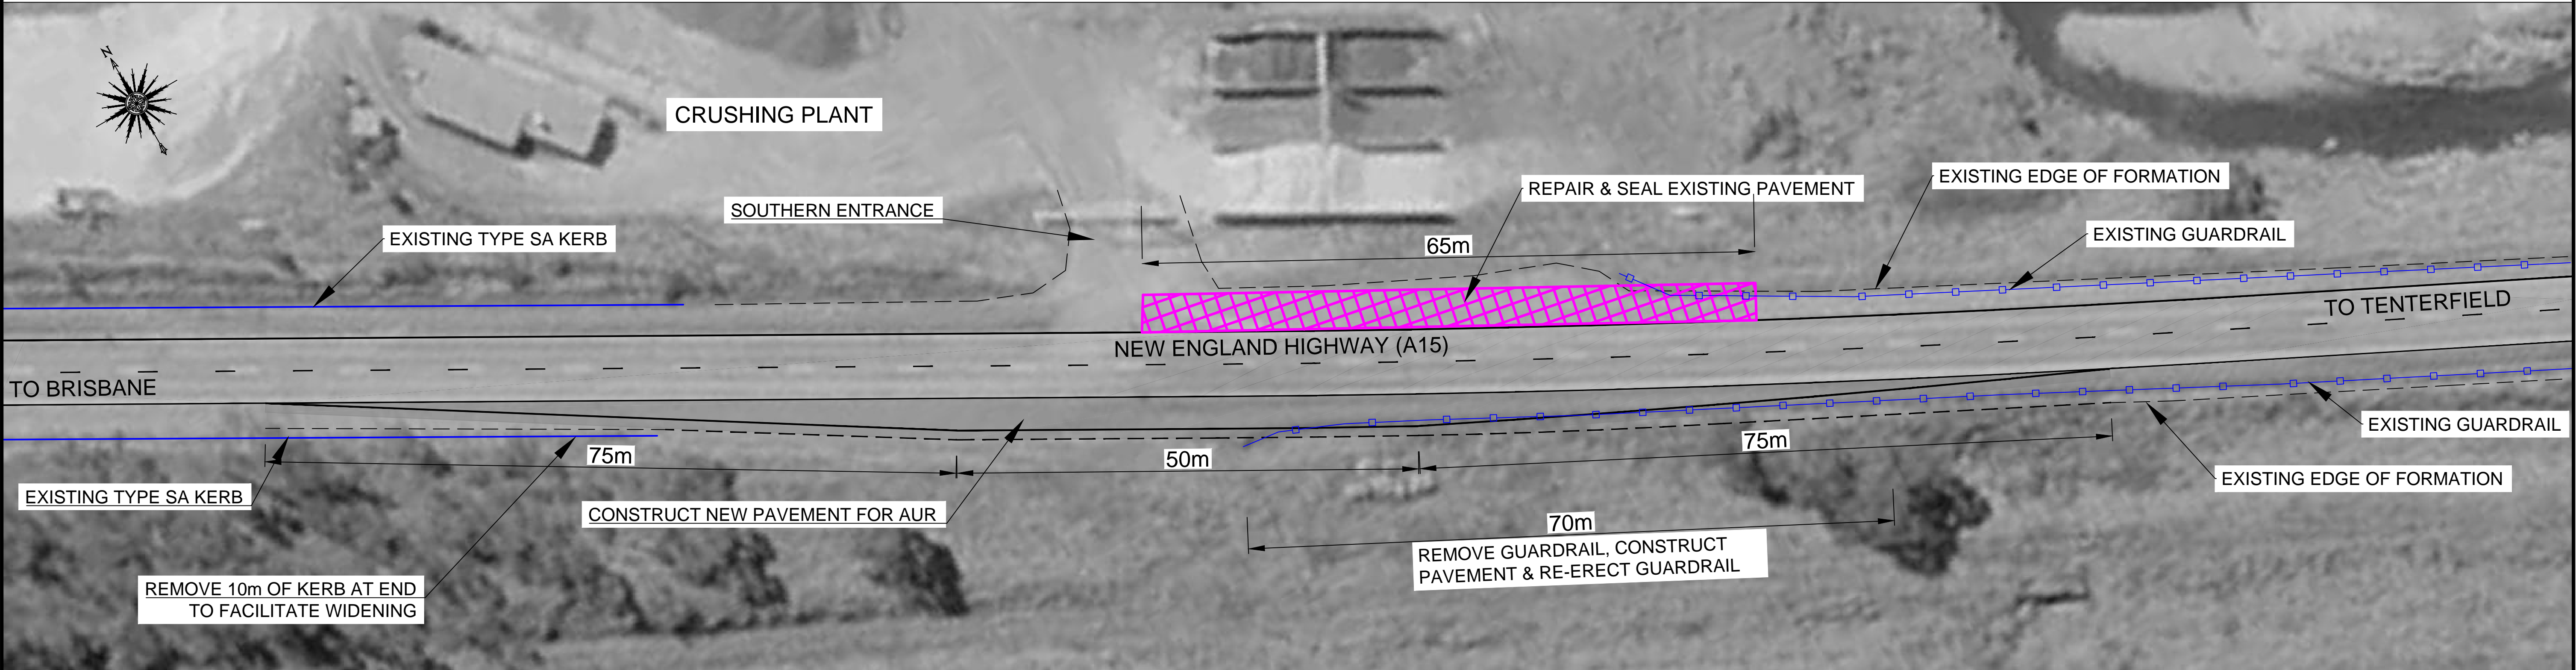 N
CRUSHING PLANT
SOUTHERN ENTRANCE
REPAIR & SEAL EXISTING PAVEMENT
EXISTING EDGE OF FORMATION
EXISTING TYPE SA KERB
65m
EXISTING GUARDRAIL
TO TENTERFIELD
NEW ENGLAND HIGHWAY (A15)
TO BRISBANE
75m
50m
75m
EXISTING GUARDRAIL
EXISTING EDGE OF FORMATION
EXISTING TYPE SA KERB
CONSTRUCT NEW PAVEMENT FOR AUR
70m
REMOVE GUARDRAIL, CONSTRUCT
PAVEMENT & RE-ERECT GUARDRAIL
REMOVE 10m OF KERB AT END
TO FACILITATE WIDENING